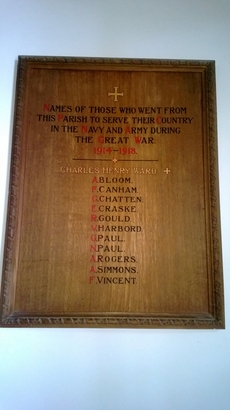 NAMES OF THOSE WHO WENT FROM
THIS PARISH TO SERVE THEIR COUNTRY
IN THE NAVY AND ARMY DURING
THE GREAT WAR.
1914-1918.
CHARLES HENRY WARD
A.BLOOM.
F.CANHAM.
G.CHATTEN.
E.CRASKE.
R.GOULD.
V.HARBORD.
G.PAUL.
N.PAUL.
A.ROGERS.
A.SIMMONS.
F.VINCENT.